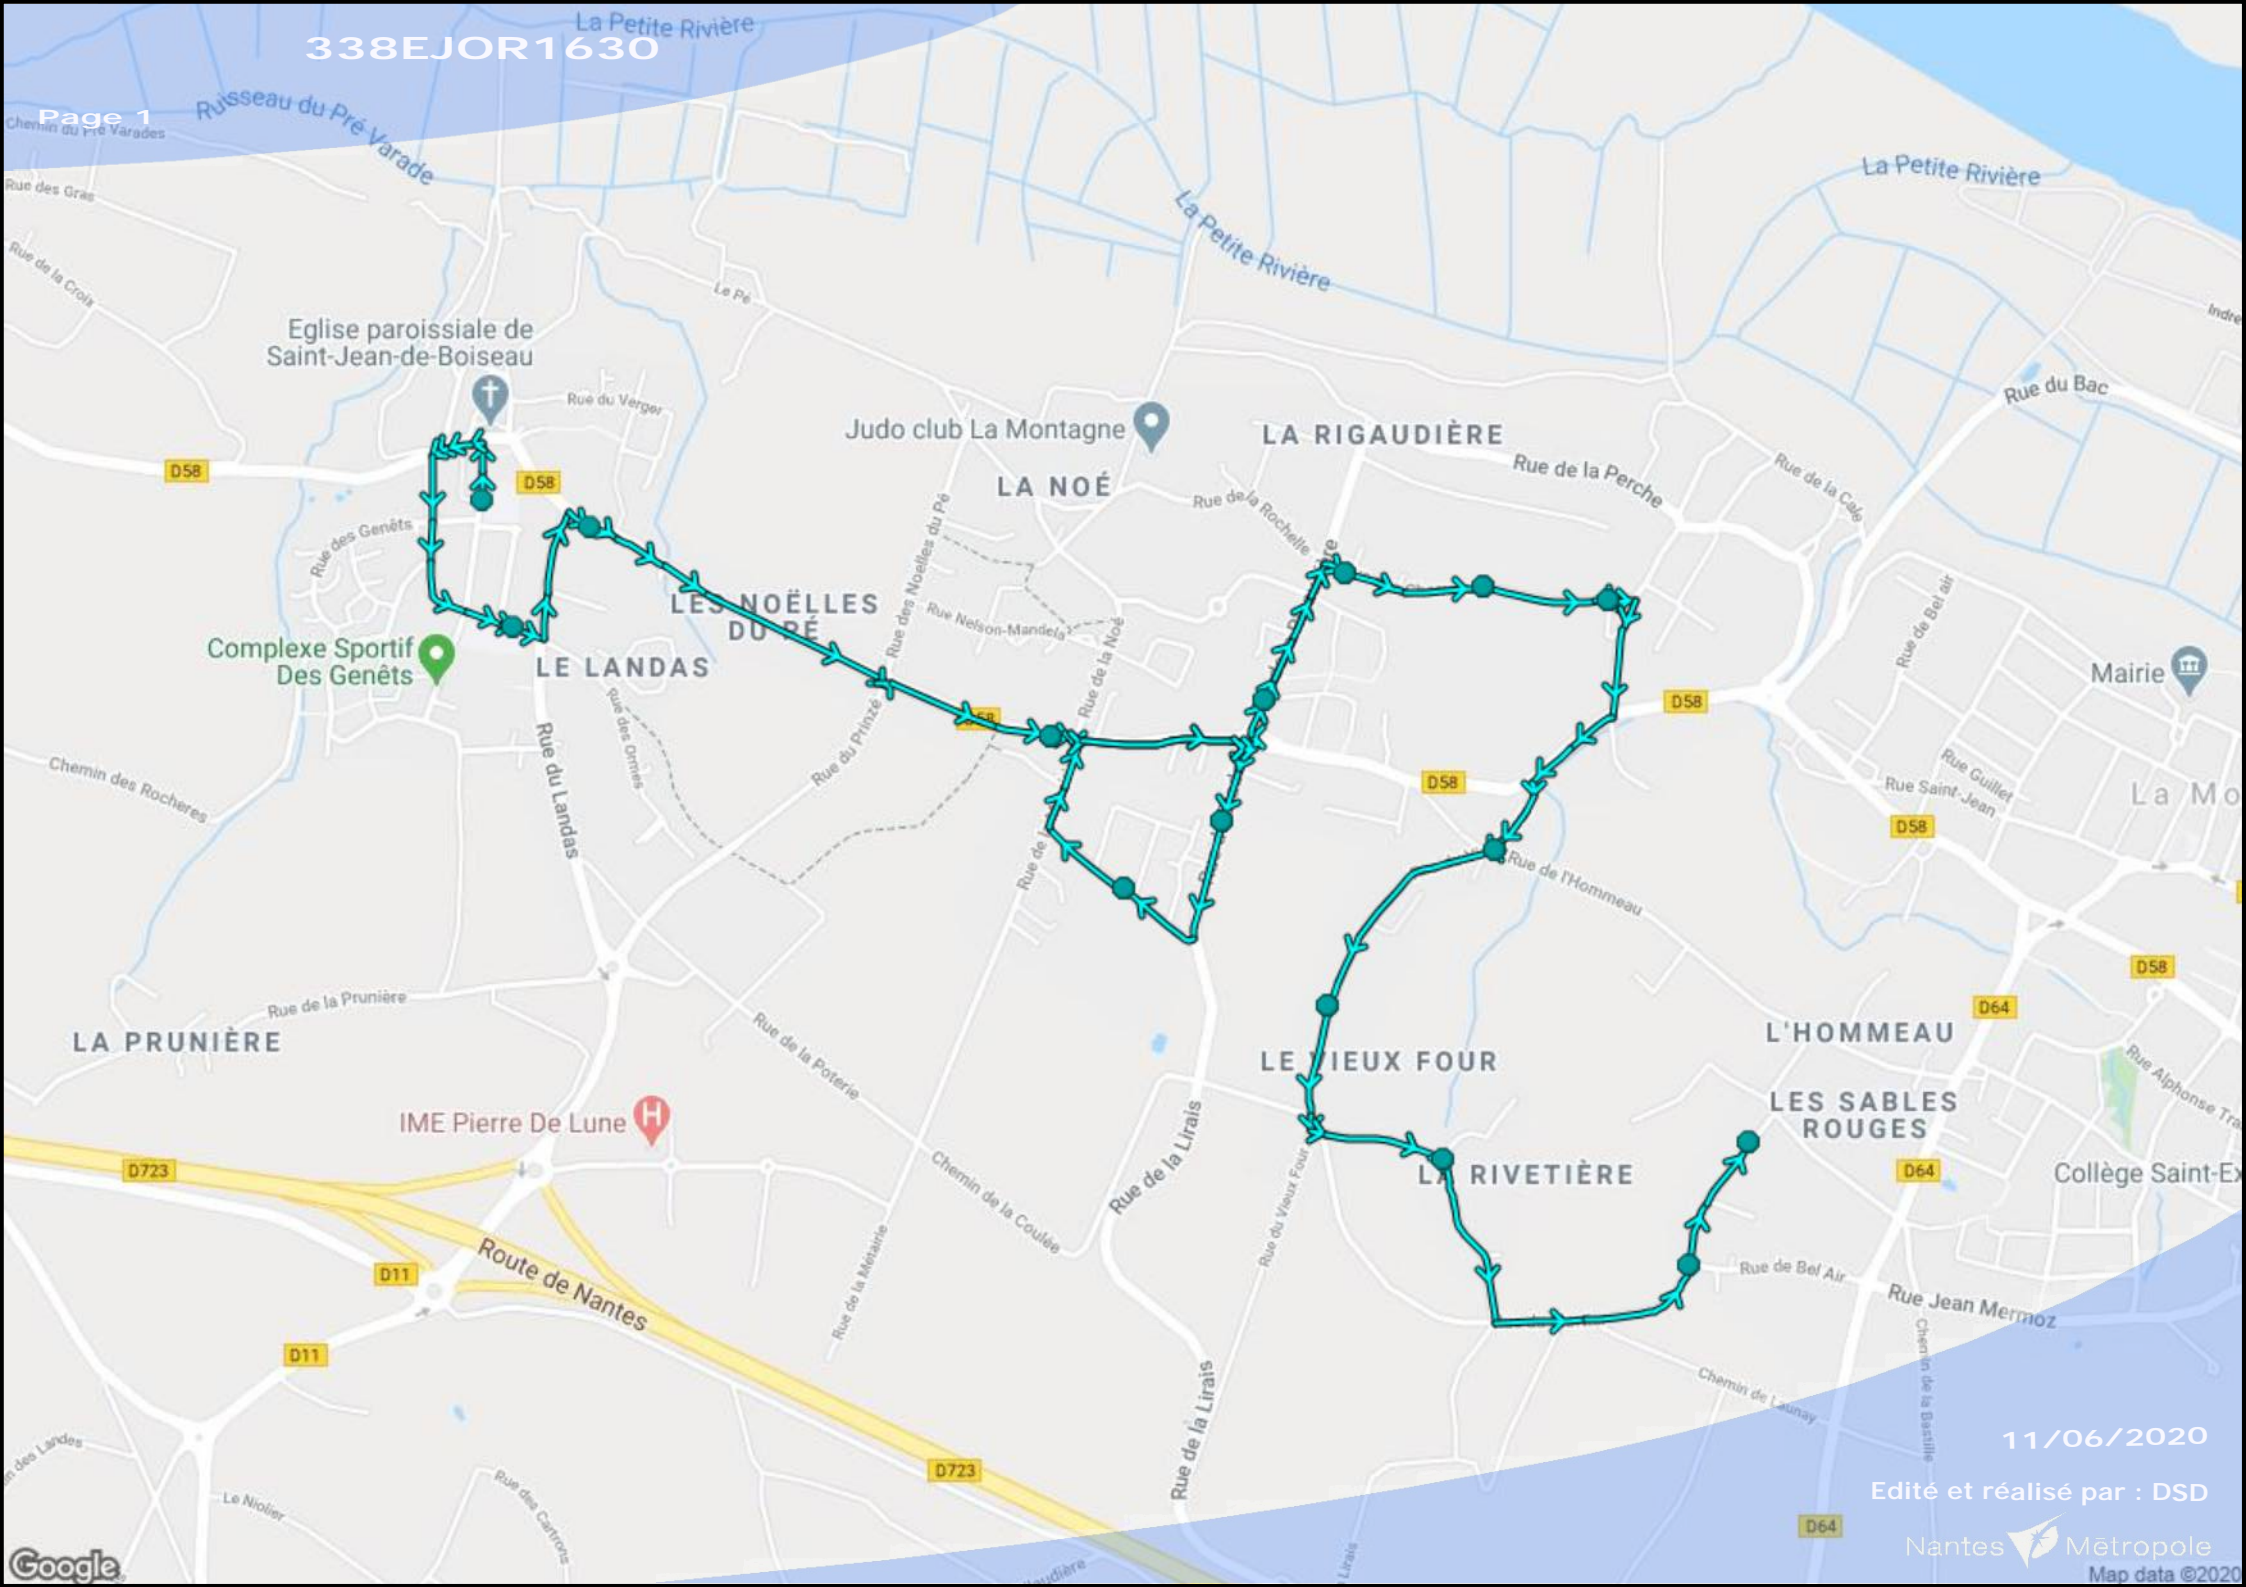 La Petite Rivière
338EJOR1630
Page 1
Ruisseau du Pré Varade
Chemin du Pré Varades
La Petite Rivière
Rue des Gras
La Petite Rivière
Rue de la Croix
Le Pé
Indre
Eglise paroissiale de
Saint-Jean-de-Boiseau
Rue du Bac
Rue du Verger
Judo club La Montagne
LA RIGAUDIÈRE
D58
D58
LA NOÉ
Rue de la Perche
Rue de la Cale
Rue de la Rochelle
Rue des Genêts
Rue des Noelles du Pé
LES NOËLLES
DU PÉ
Rue Nelson-Mandela
Rue de la Noé
Rue de Bel air
Complexe Sportif
Des Genêts
LE LANDAS
Mairie
D58
D58
Rue des Ormes
Rue du Prinzé
Rue du Landas
Chemin des Rocheres
D58
Rue Guillet
Rue Saint-Jean
La Mo
D58
Rue de l'Hommeau
Rue de
D58
D64
Rue de la Prunière
LA PRUNIÈRE
Rue de la Poterie
L'HOMMEAU
LE VIEUX FOUR
Rue Alphonse Tra
LES SABLES
ROUGES
IME Pierre De Lune
D723
Rue de la Lirais
Chemin de la Coulée
Rue du Vieux Four
LA RIVETIÈRE
D64
Collège Saint-Ex
Route de Nantes
D11
Rue de la Métairie
Rue de Bel Air
Rue Jean Mermoz
D11
Chemin de la Bastille
Chemin de Launay
Rue de la Lirais
11/06/2020
n des Landes
D723
Edité et réalisé par : DSD
Le Niolier
Rue des Cartrons
D64
Nantes Métropole
Lirais
audière
Google
Map data ©2020